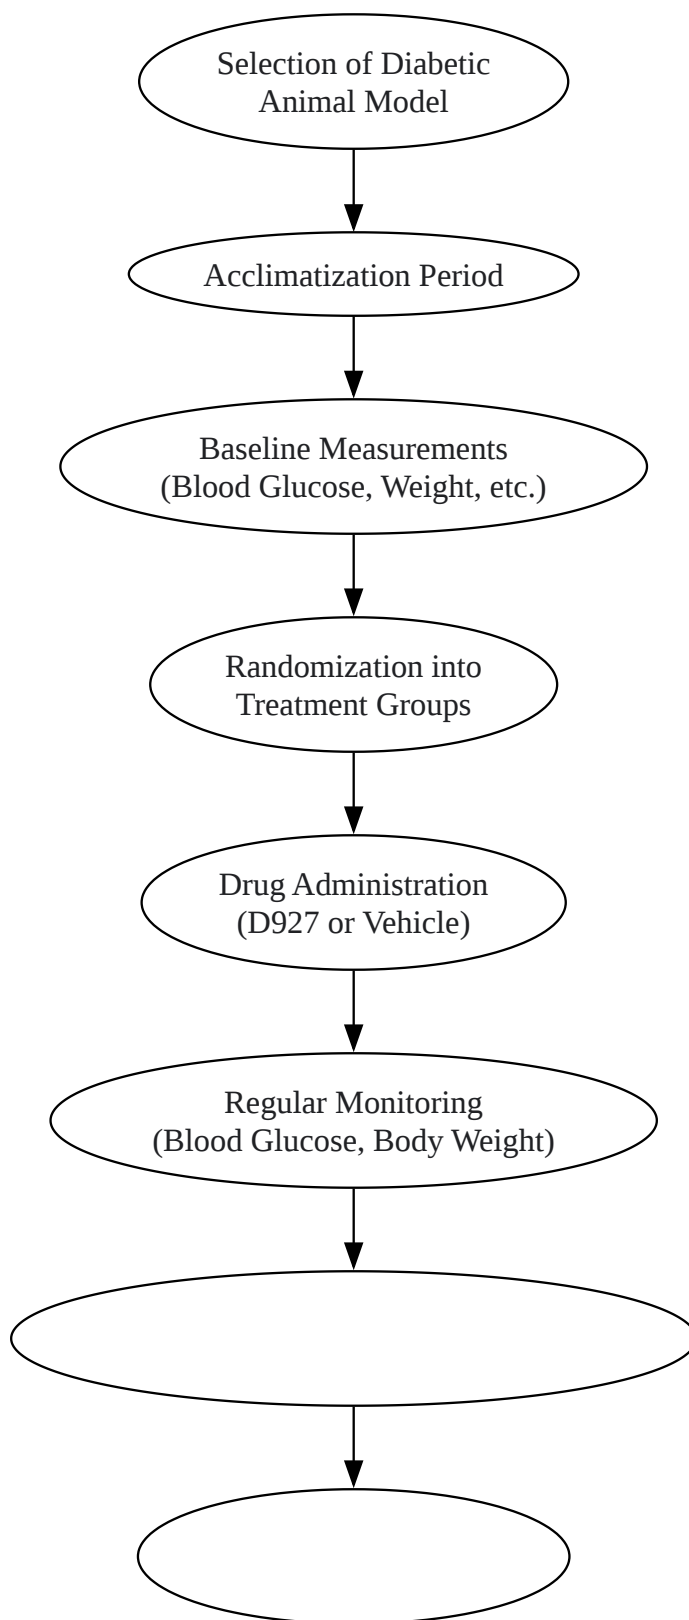 Selection of Diabetic
Animal Model
Acclimatization Period
Baseline Measurements
(Blood Glucose, Weight, etc.)
Randomization into
Treatment Groups
Drug Administration
(D927 or Vehicle)
Regular Monitoring
(Blood Glucose, Body Weight)